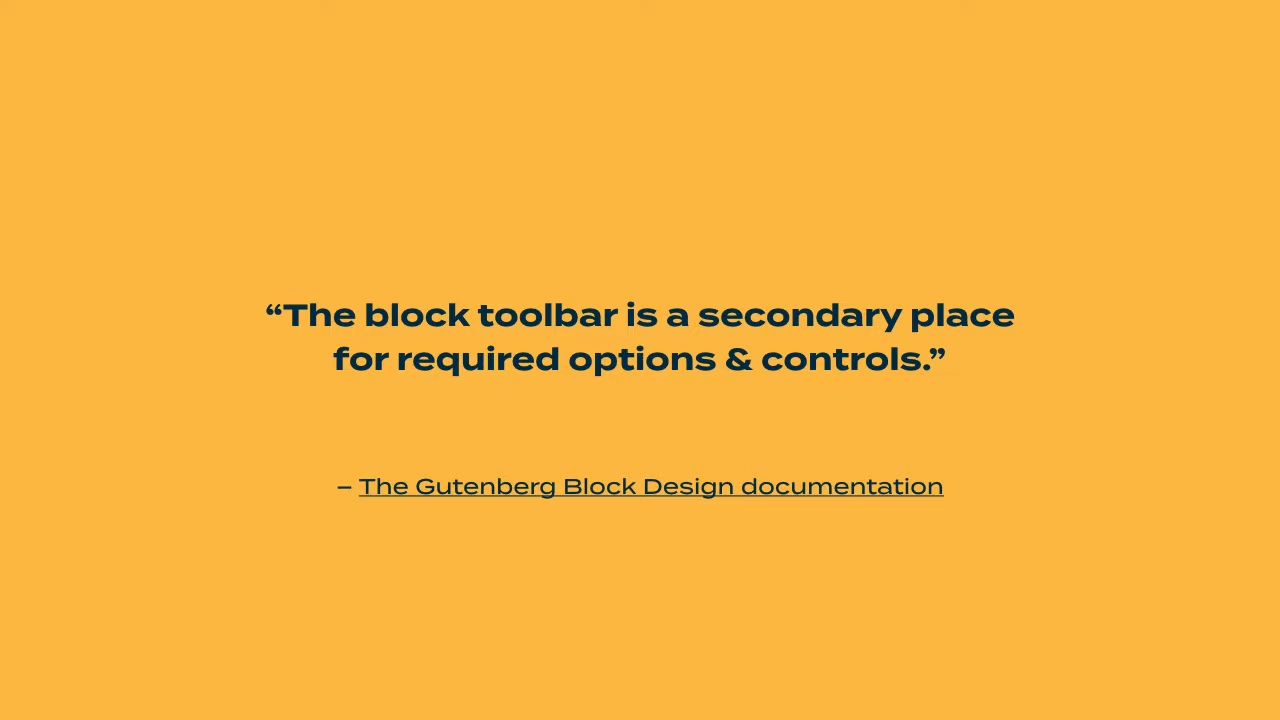 “The block toolbar is a secondary place
for required options & controls.”
– The Gutenberg Block Design documentation